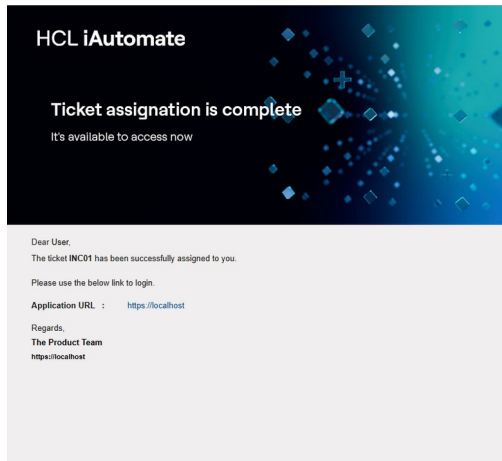 HCL iAutomate
Ticket assignation is complete
It's available to access now
Dear User,
The ticket INC01 has been successfully assigned to you.
Please use the below link to login.
Application URL : https://localhost
Regards,
The Product Team
https://localhost